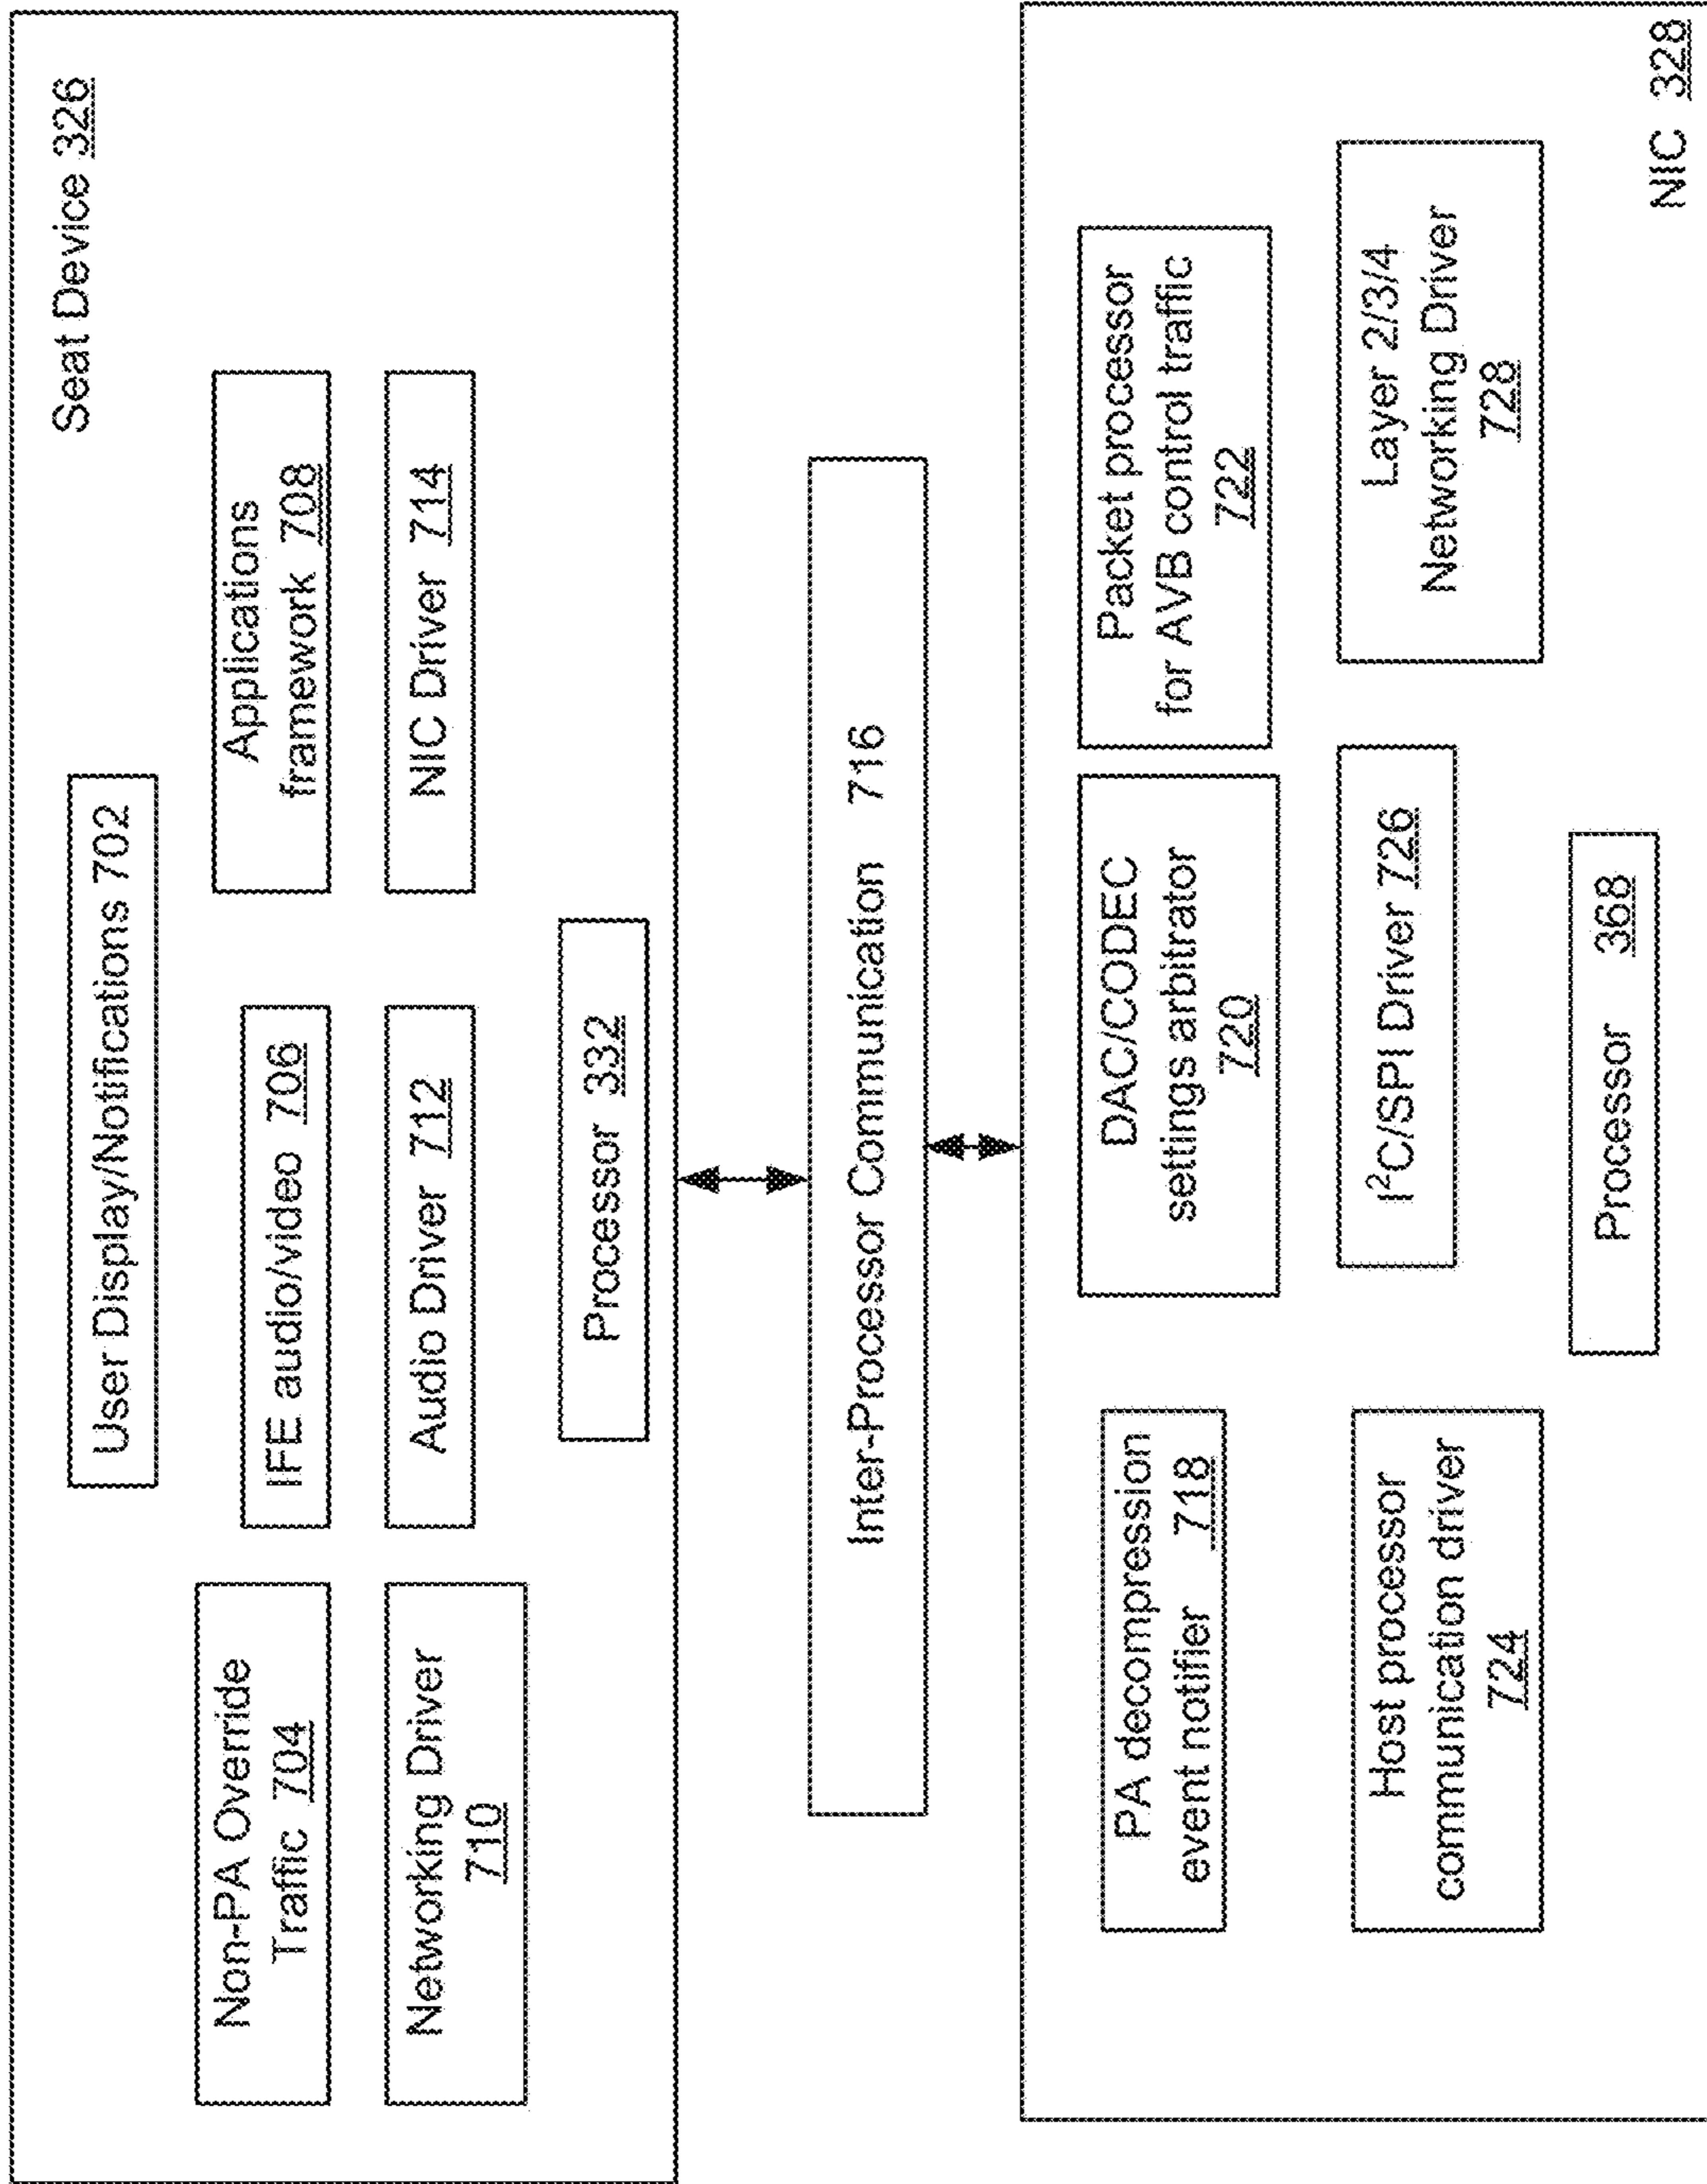 Seat Device 326
User Display/Notifications 702
Non-PA Override
Traffic 704
IFE audio/video 706
Applications
framework 708
Networking Driver
710
Audio Driver 712
NIC Driver 714
Processor 332
Inter-Processor Communication 716
PA decompression
event notifier 718
DAC/CODEC
settings arbitrator
720
Packet processor
for AVB control traffic
722
Host processor
communication driver
724
I²C/SPI Driver 726
Layer 2/3/4
Networking Driver
728
Processor 368
NIC 328